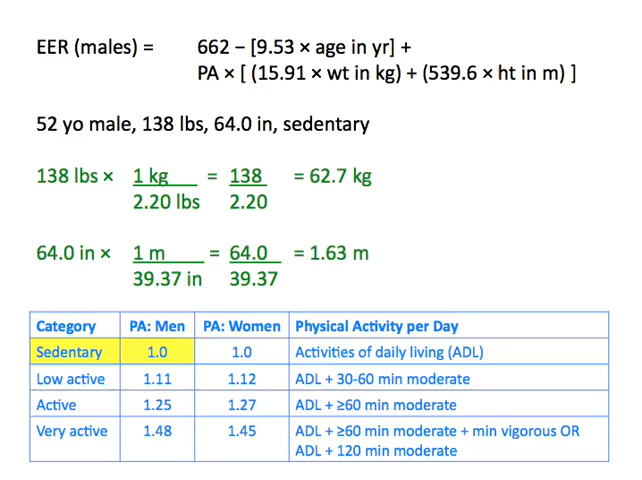 EER (males) = 662 − [9.53 × age in yr] +
PA × [ (15.91 × wt in kg) + (539.6 × ht in m) ]
52 yo male, 138 lbs, 64.0 in, sedentary
138 lbs × 1 kg = 138 = 62.7 kg
2.20 lbs 2.20
64.0 in × 1 m = 64.0 = 1.63 m
39.37 in 39.37
Category PA: Men PA: Women Physical Activity per Day
Sedentary 1.0 1.0 Activities of daily living (ADL)
Low active 1.11 1.12 ADL + 30-60 min moderate
Active 1.25 1.27 ADL + ≥60 min moderate
Very active 1.48 1.45 ADL + ≥60 min moderate + min vigorous OR
ADL + 120 min moderate